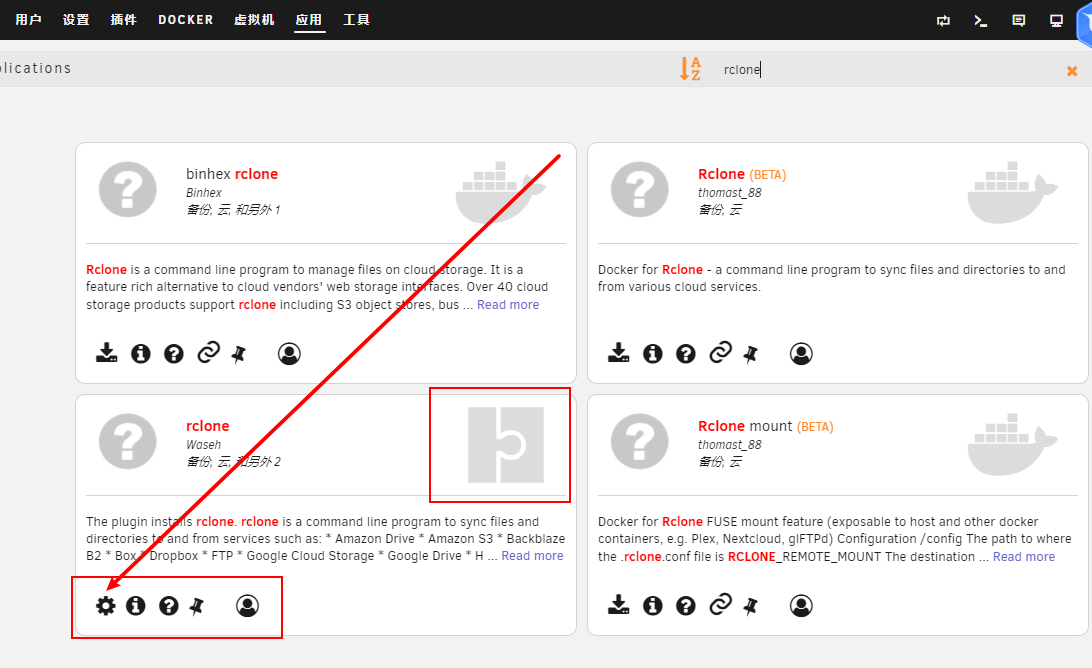 用户 设置 插件 DOCKER 虚拟机 应用 工具
plications
A
Z
rclone
binhex rclone
Binhex
备份, 云, 和另外 1
Rclone is a command line program to manage files on cloud storage. It is a
feature rich alternative to cloud vendors' web storage interfaces. Over 40 cloud
storage products support rclone including S3 object stores, bus ... Read more
Rclone (BETA)
thomast_88
备份, 云
Docker for Rclone - a command line program to sync files and directories to and
from various cloud services.
rclone
Waseh
备份, 云, 和另外 2
The plugin installs rclone. rclone is a command line program to sync files and
directories to and from services such as: * Amazon Drive * Amazon S3 * Backblaze
B2 * Box * Dropbox * FTP * Google Cloud Storage * Google Drive * H ... Read more
Rclone mount (BETA)
thomast_88
备份, 云
Docker for Rclone FUSE mount feature (exposable to host and other docker
containers, e.g. Plex, Nextcloud, glFTPd) Configuration /config The path to where
the .rclone.conf file is RCLONE_REMOTE_MOUNT The destination ... Read more